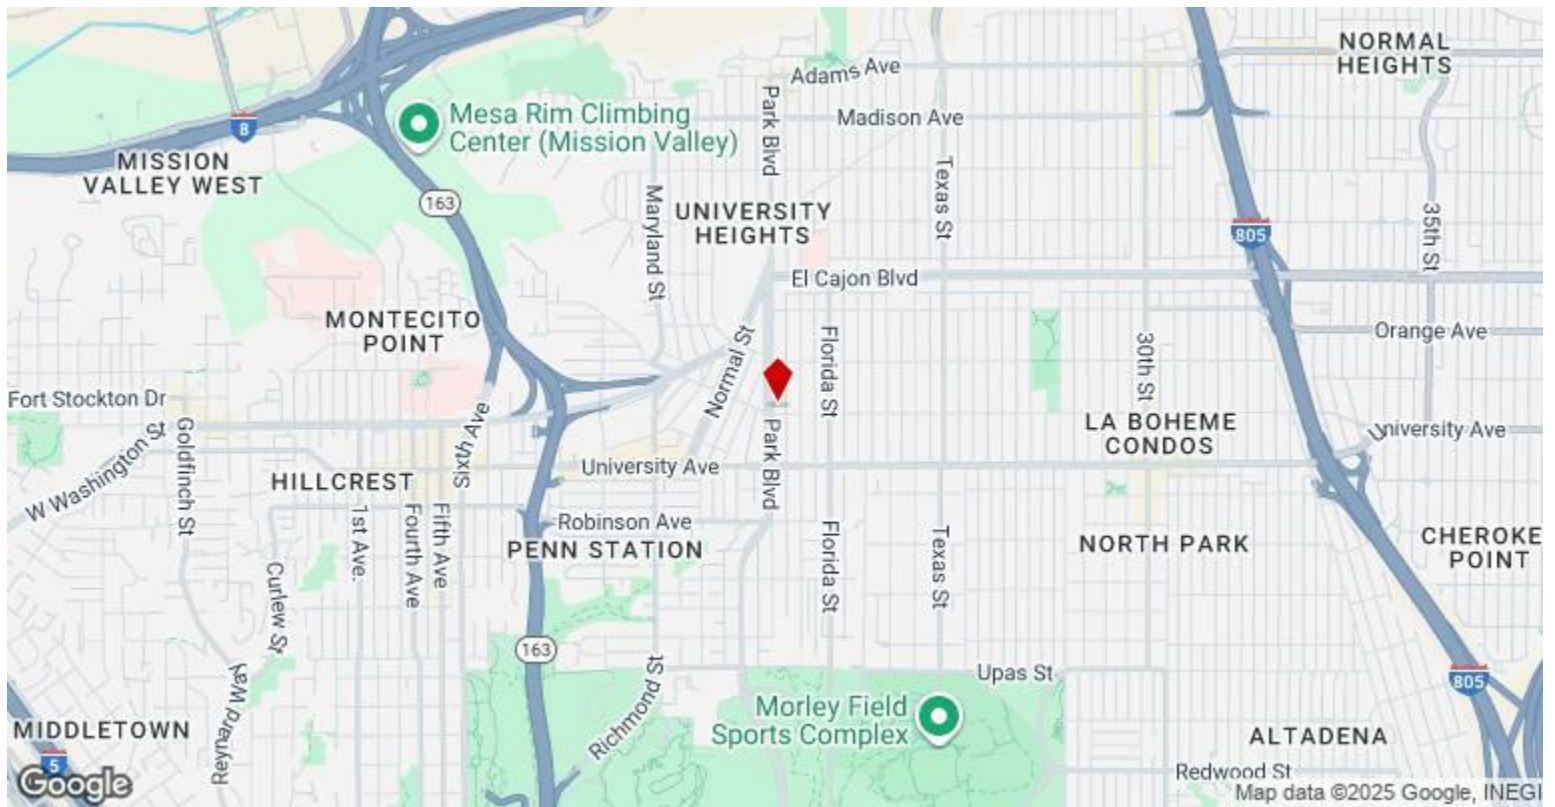 NORMAL
HEIGHTS
Adams Ave
Park Blvd
Mesa Rim Climbing
Center (Mission Valley)
Madison Ave
8
MISSION
VALLEY WEST
Texas St
163
Maryland St
UNIVERSITY
HEIGHTS
35th St
805
El Cajon Blvd
MONTECITO
POINT
Normal St
Florida St
30th St
Orange Ave
Fort Stockton Dr
Goldfinch St
W Washington St
Sixth Ave
LA BOHEME
CONDOS
University Ave
Park Blvd
University Ave
HILLCREST
1st Ave.
Fourth Ave
Fifth Ave
Robinson Ave
PENN STATION
Florida St
Texas St
NORTH PARK
CHEROKE
POINT
Curlew St
163
Richmond St
Upas St
805
Reynard Way
Morley Field
Sports Complex
MIDDLETOWN
ALTADENA
5
Redwood St
Google
Map data ©2025 Google, INEGI